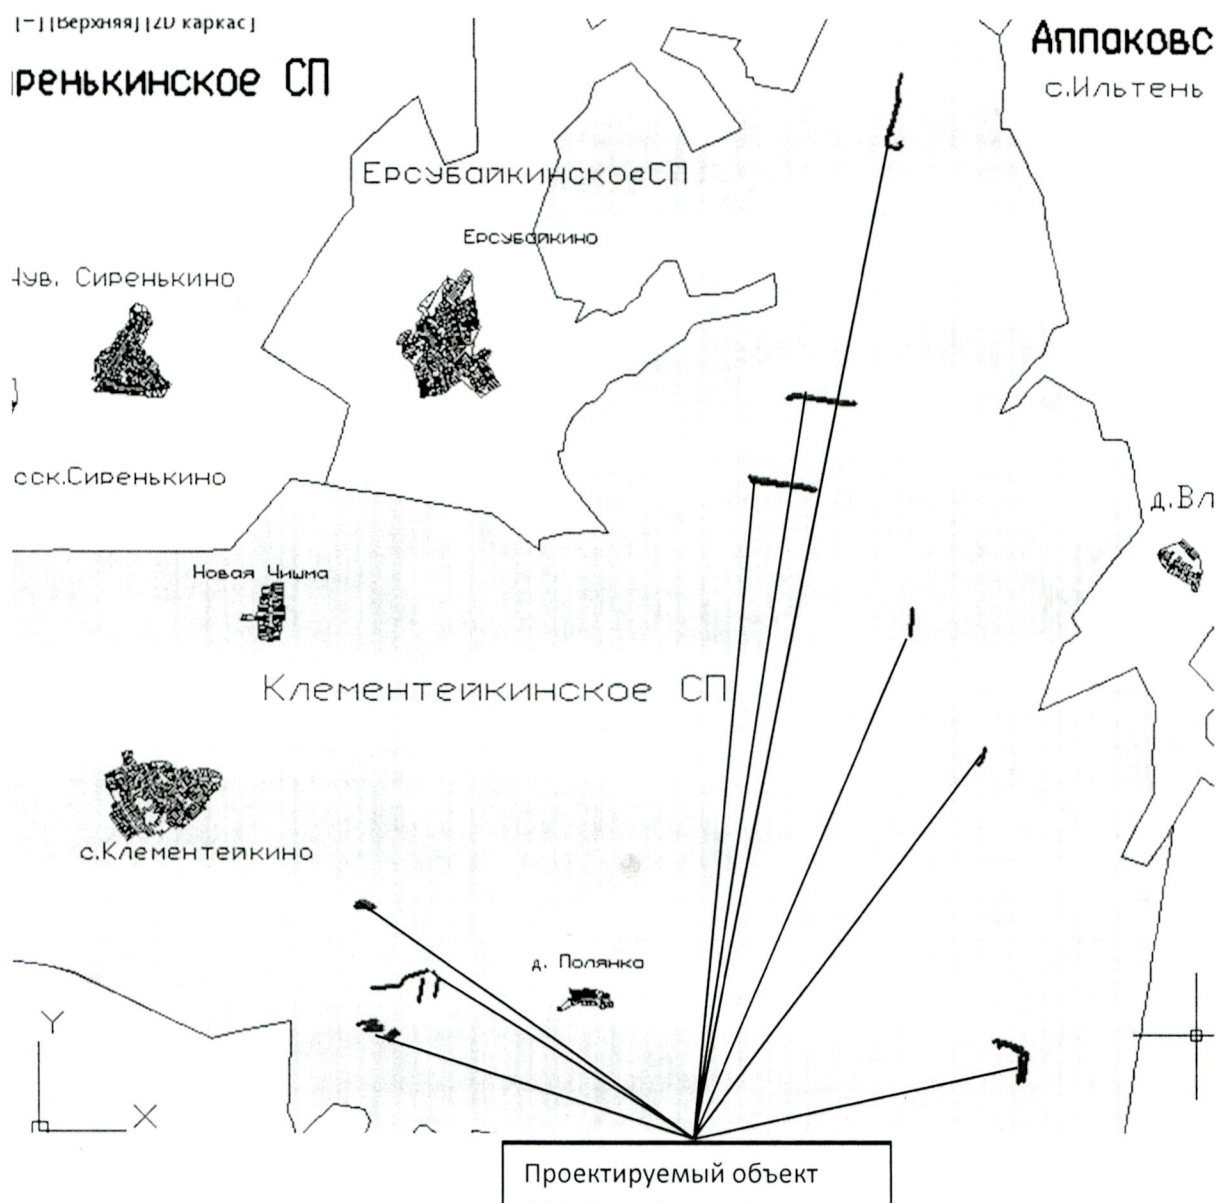 [−][Верхняя][2D каркас]
Аппаковс
с.Ильтень
иренькинское СП
ЕрсубайкинскоеСП
Ерсубайкино
Чув. Сиренькино
сск.Сиренькино
д.Вл
Новая Чишма
Клементейкинское СП
с.Клементейкино
д. Полянка
Y
X
Проектируемый объект